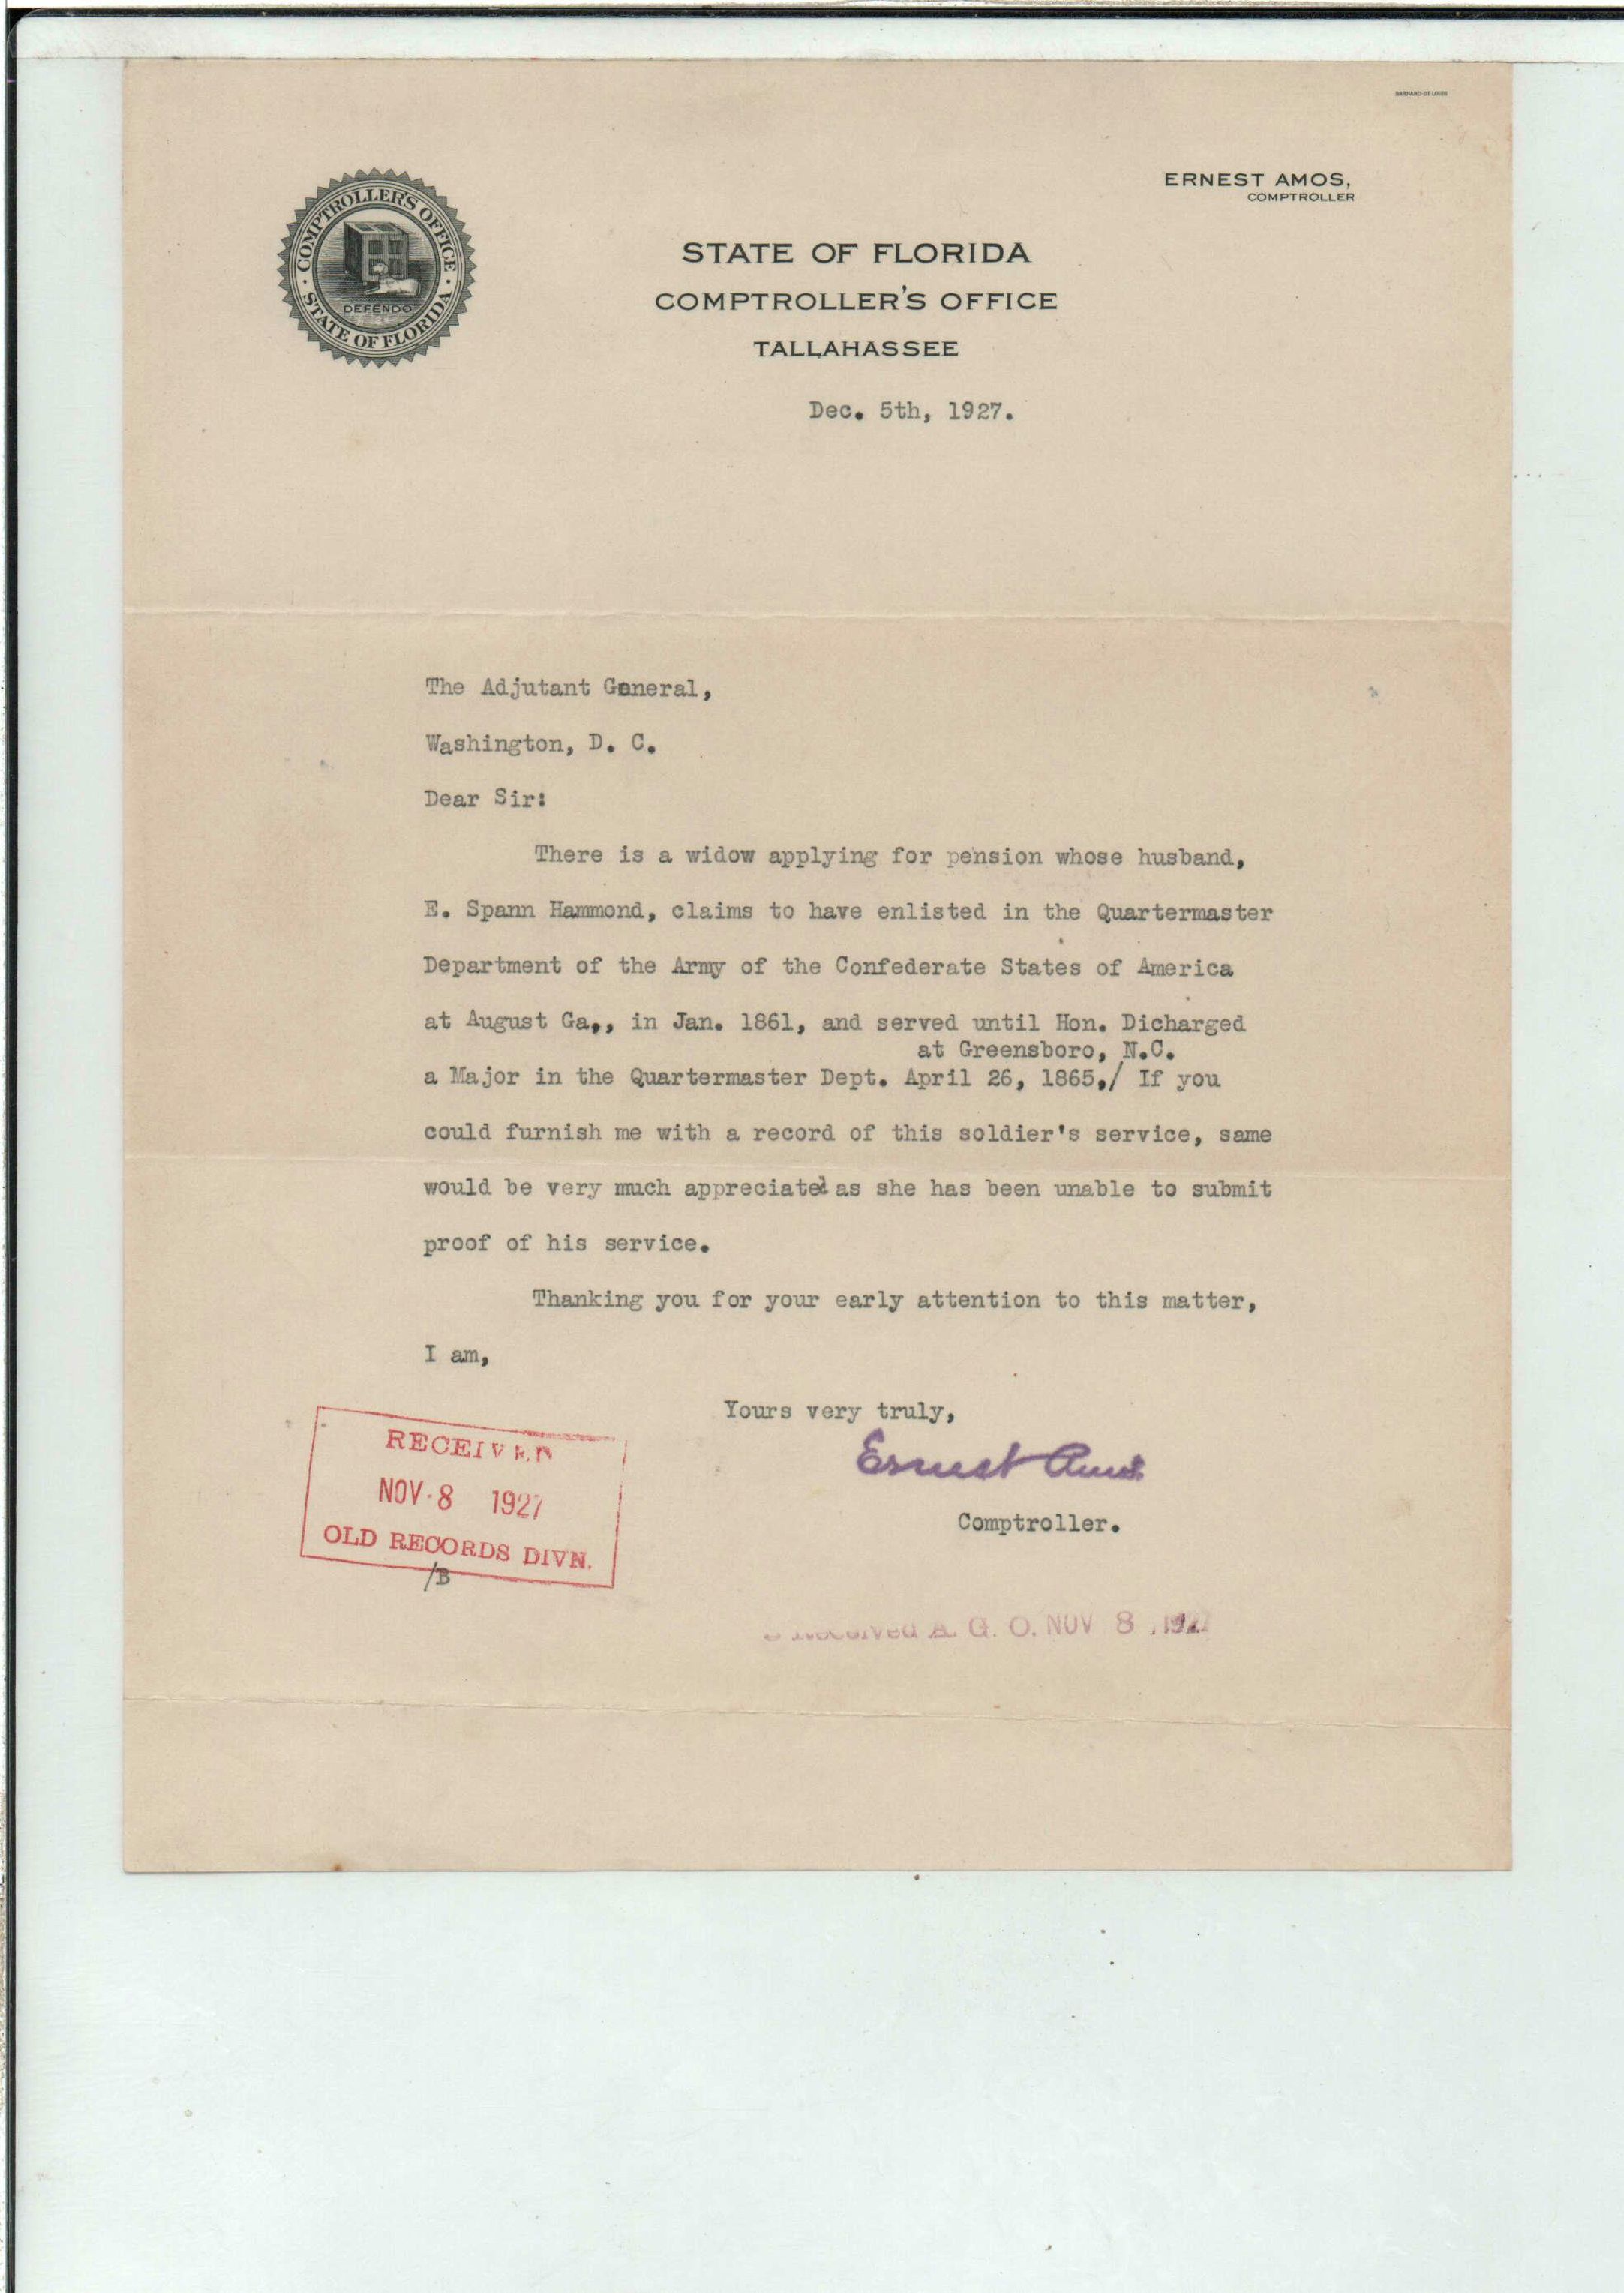 BARNARD-ST LOUIS
ERNEST AMOS,
COMPTROLLER
COMPTROLLER'S OFFICE
STATE OF FLORIDA
DEFENDO
STATE OF FLORIDA
COMPTROLLER'S OFFICE
TALLAHASSEE
Dec. 5th, 1927.
The Adjutant General,
Washington, D. C.
Dear Sir:
There is a widow applying for pension whose husband,
E. Spann Hammond, claims to have enlisted in the Quartermaster
Department of the Army of the Confederate States of America
at August Ga,, in Jan. 1861, and served until Hon. Dicharged
at Greensboro, N.C.
a Major in the Quartermaster Dept. April 26, 1865,/ If you
could furnish me with a record of this soldier's service, same
would be very much appreciated as she has been unable to submit
proof of his service.
Thanking you for your early attention to this matter,
I am,
Yours very truly,
Ernest Amos
Comptroller.
RECEIVED
NOV-8 1927
OLD RECORDS DIVN.
/B
Received A. G. O. NOV 8 1927